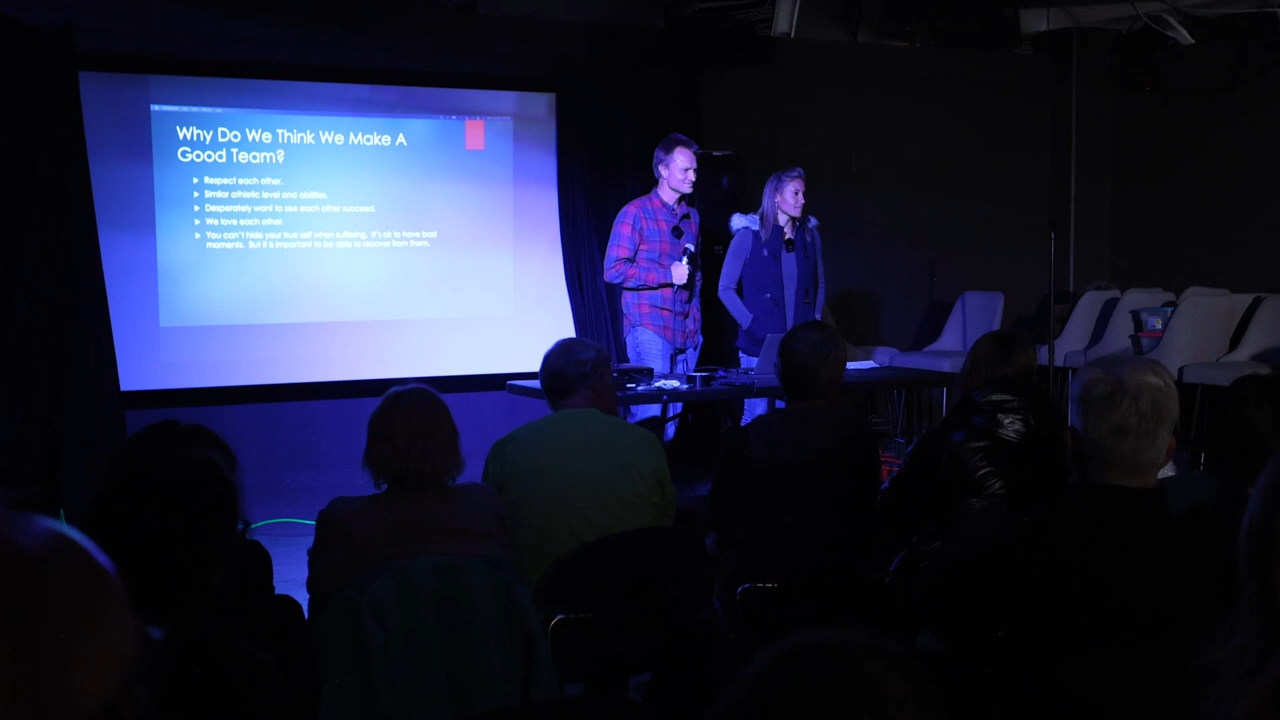 Why Do We Think We Make A
Good Team?
Respect each other.
Similar athletic level and abilities.
Desperately want to see each other succeed.
We love each other.
You can't hide your true self when suffering. It's ok to have bad
moments. But it is important to be able to recover from them.